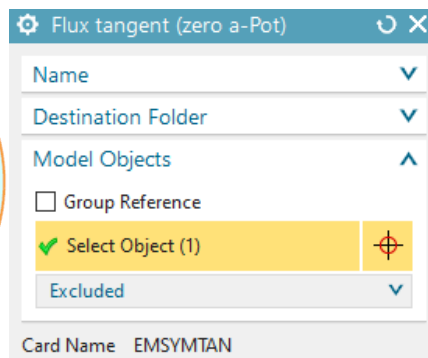 Flux tangent (zero a-Pot)
Name
Destination Folder
Model Objects
Group Reference
Select Object (1)
Excluded
Card Name EMSYMTAN